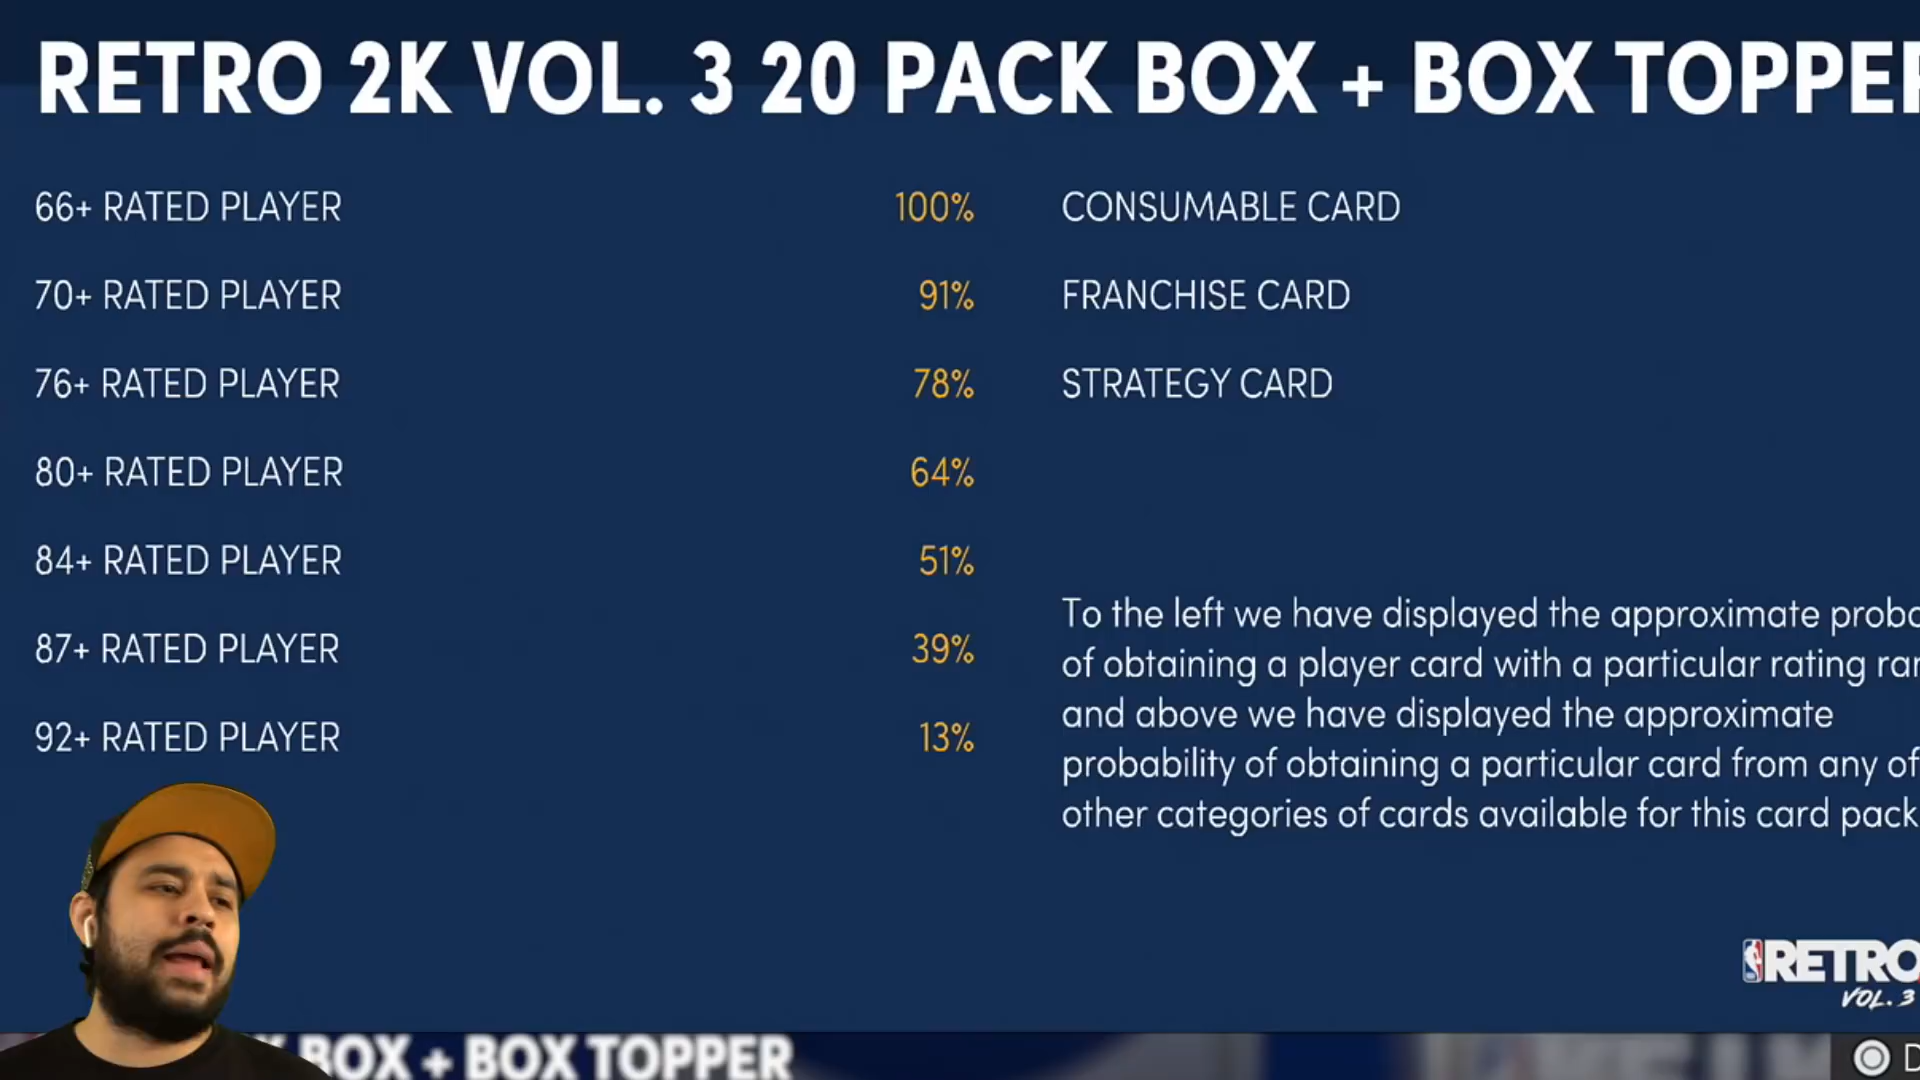 RETRO 2K VOL. 3 20 PACK BOX + BOX TOPPER
66+ RATED PLAYER 100%
70+ RATED PLAYER 91%
76+ RATED PLAYER 78%
80+ RATED PLAYER 64%
84+ RATED PLAYER 51%
87+ RATED PLAYER 39%
92+ RATED PLAYER 13%
CONSUMABLE CARD
FRANCHISE CARD
STRATEGY CARD
To the left we have displayed the approximate
of obtaining a player card with a particular rating
and above we have displayed the approximate
probability of obtaining a particular card from any of
other categories of cards available for this card pack
RETRO
VOL. 3
BOX + BOX TOPPER